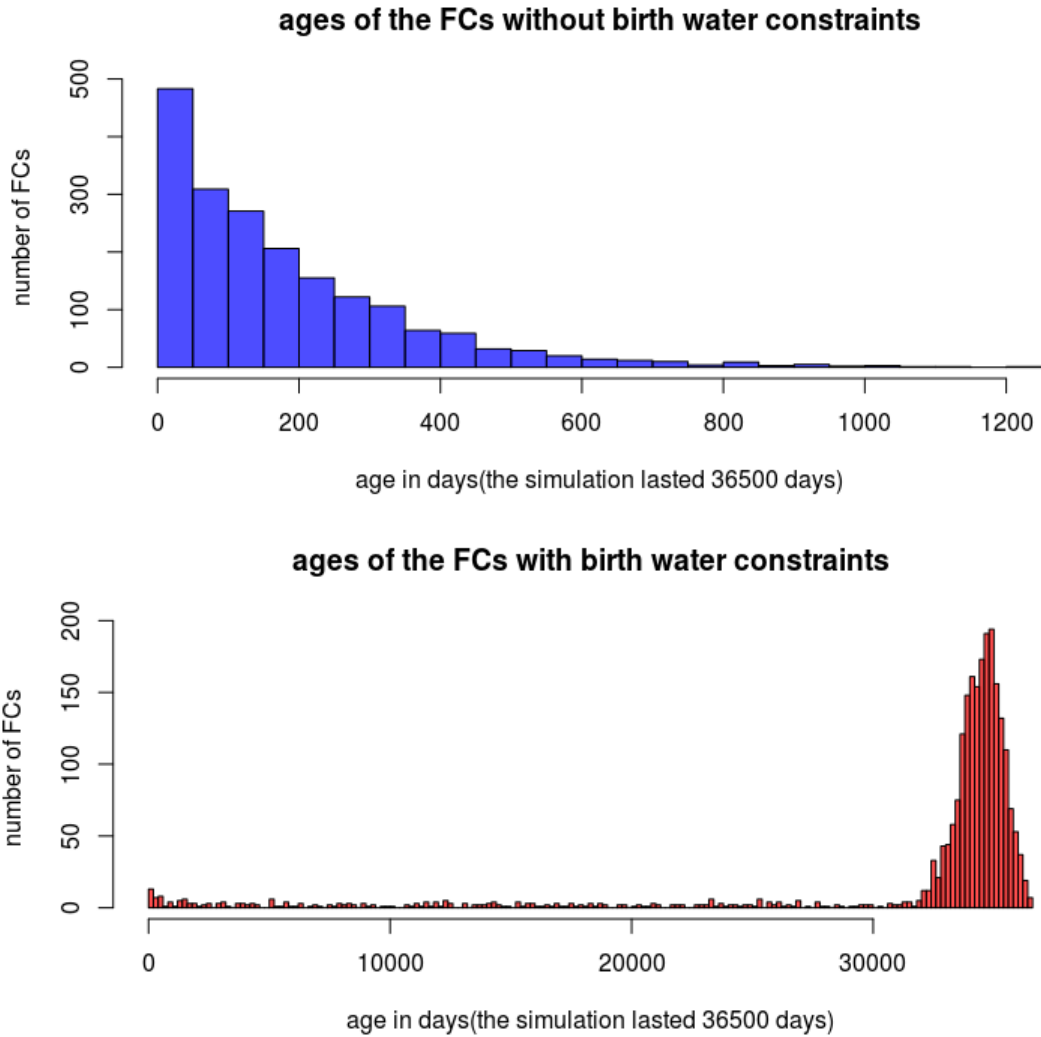 ages of the FCs without birth water constraints
number of FCs
500
300
100
0
0 200 400 600 800 1000 1200
age in days(the simulation lasted 36500 days)
ages of the FCs with birth water constraints
number of FCs
200
150
100
50
0
0 10000 20000 30000
age in days(the simulation lasted 36500 days)